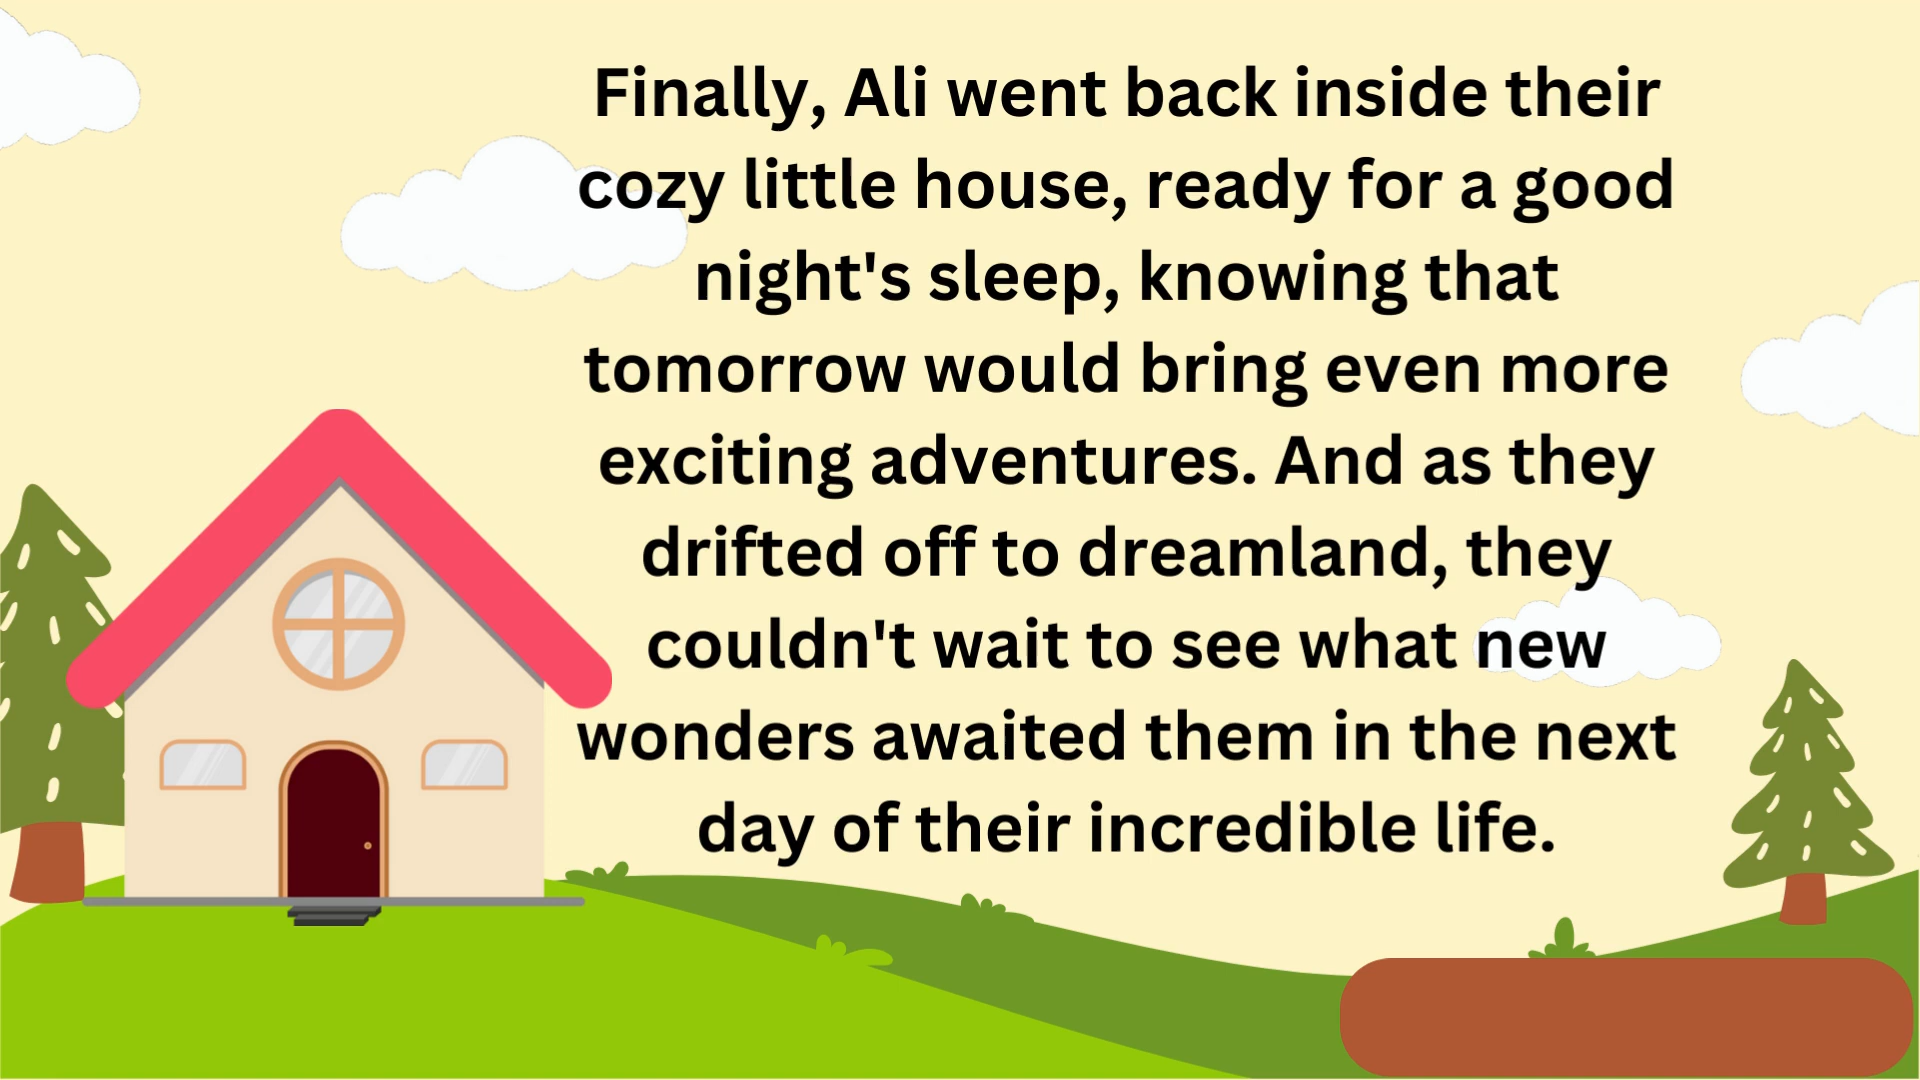 Finally, Ali went back inside their
cozy little house, ready for a good
night's sleep, knowing that
tomorrow would bring even more
exciting adventures. And as they
drifted off to dreamland, they
couldn't wait to see what new
wonders awaited them in the next
day of their incredible life.